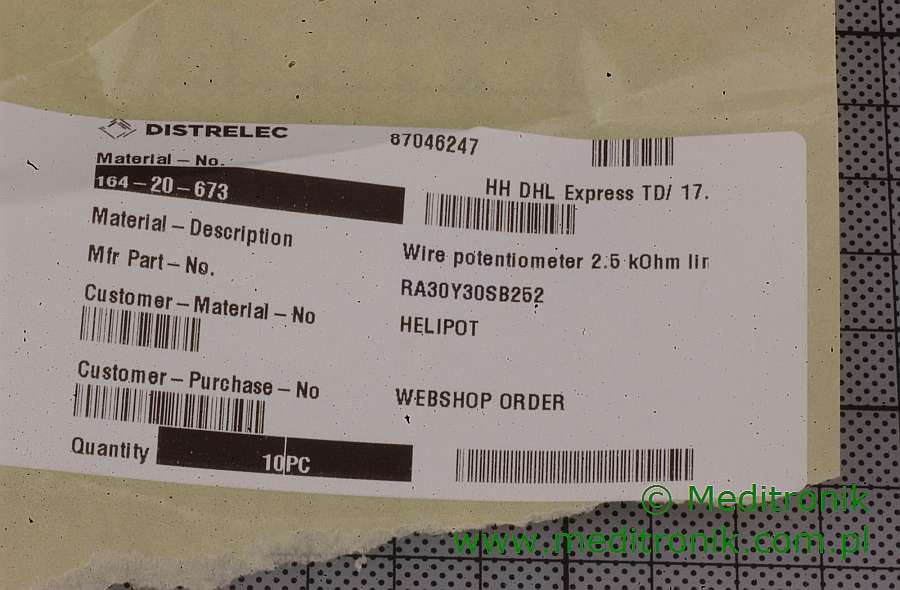 DISTRELEC
87046247
Material – No.
164 – 20 – 673
HH DHL Express TD/ 17.
Material – Description
Wire potentiometer 2.5 kOhm lin
Mfr Part – No.
RA30Y30SB252
Customer – Material – No
HELIPOT
Customer – Purchase – No
WEBSHOP ORDER
Quantity
10PC
© Meditronik
www.meditronik.com.pl